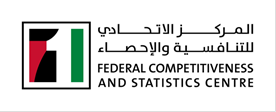 المركز الاتحادي
للتنافسية والإحصاء
FEDERAL COMPETITIVENESS
AND STATISTICS CENTRE